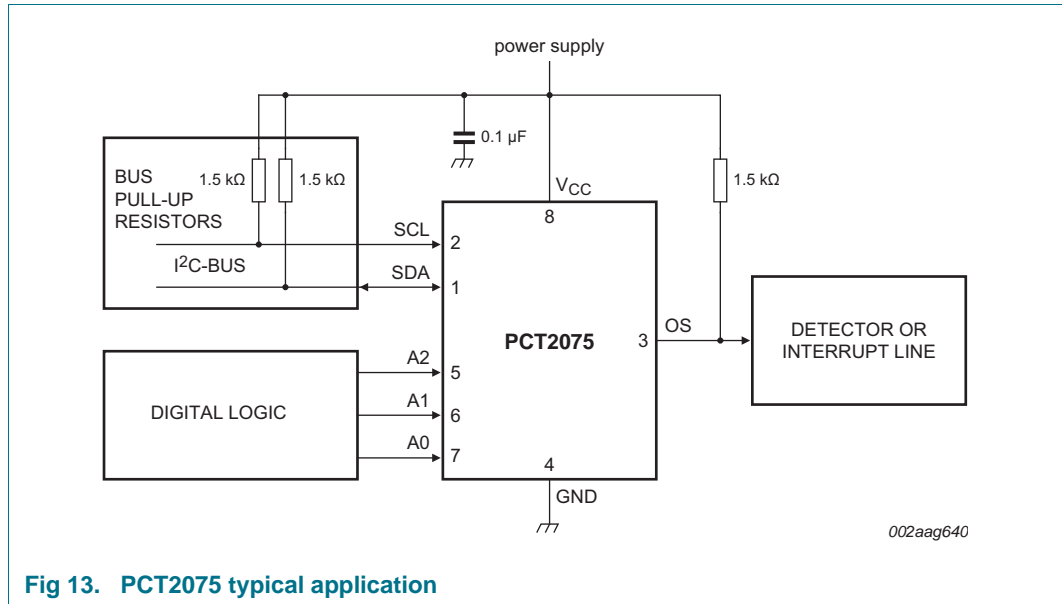 power supply
0.1 μF
BUS
PULL-UP
RESISTORS
1.5 kΩ
1.5 kΩ
1.5 kΩ
VCC
8
SCL
2
I2C-BUS
SDA
1
PCT2075
3
OS
DETECTOR OR
INTERRUPT LINE
DIGITAL LOGIC
A2
5
A1
6
A0
7
4
GND
002aag640
Fig 13. PCT2075 typical application